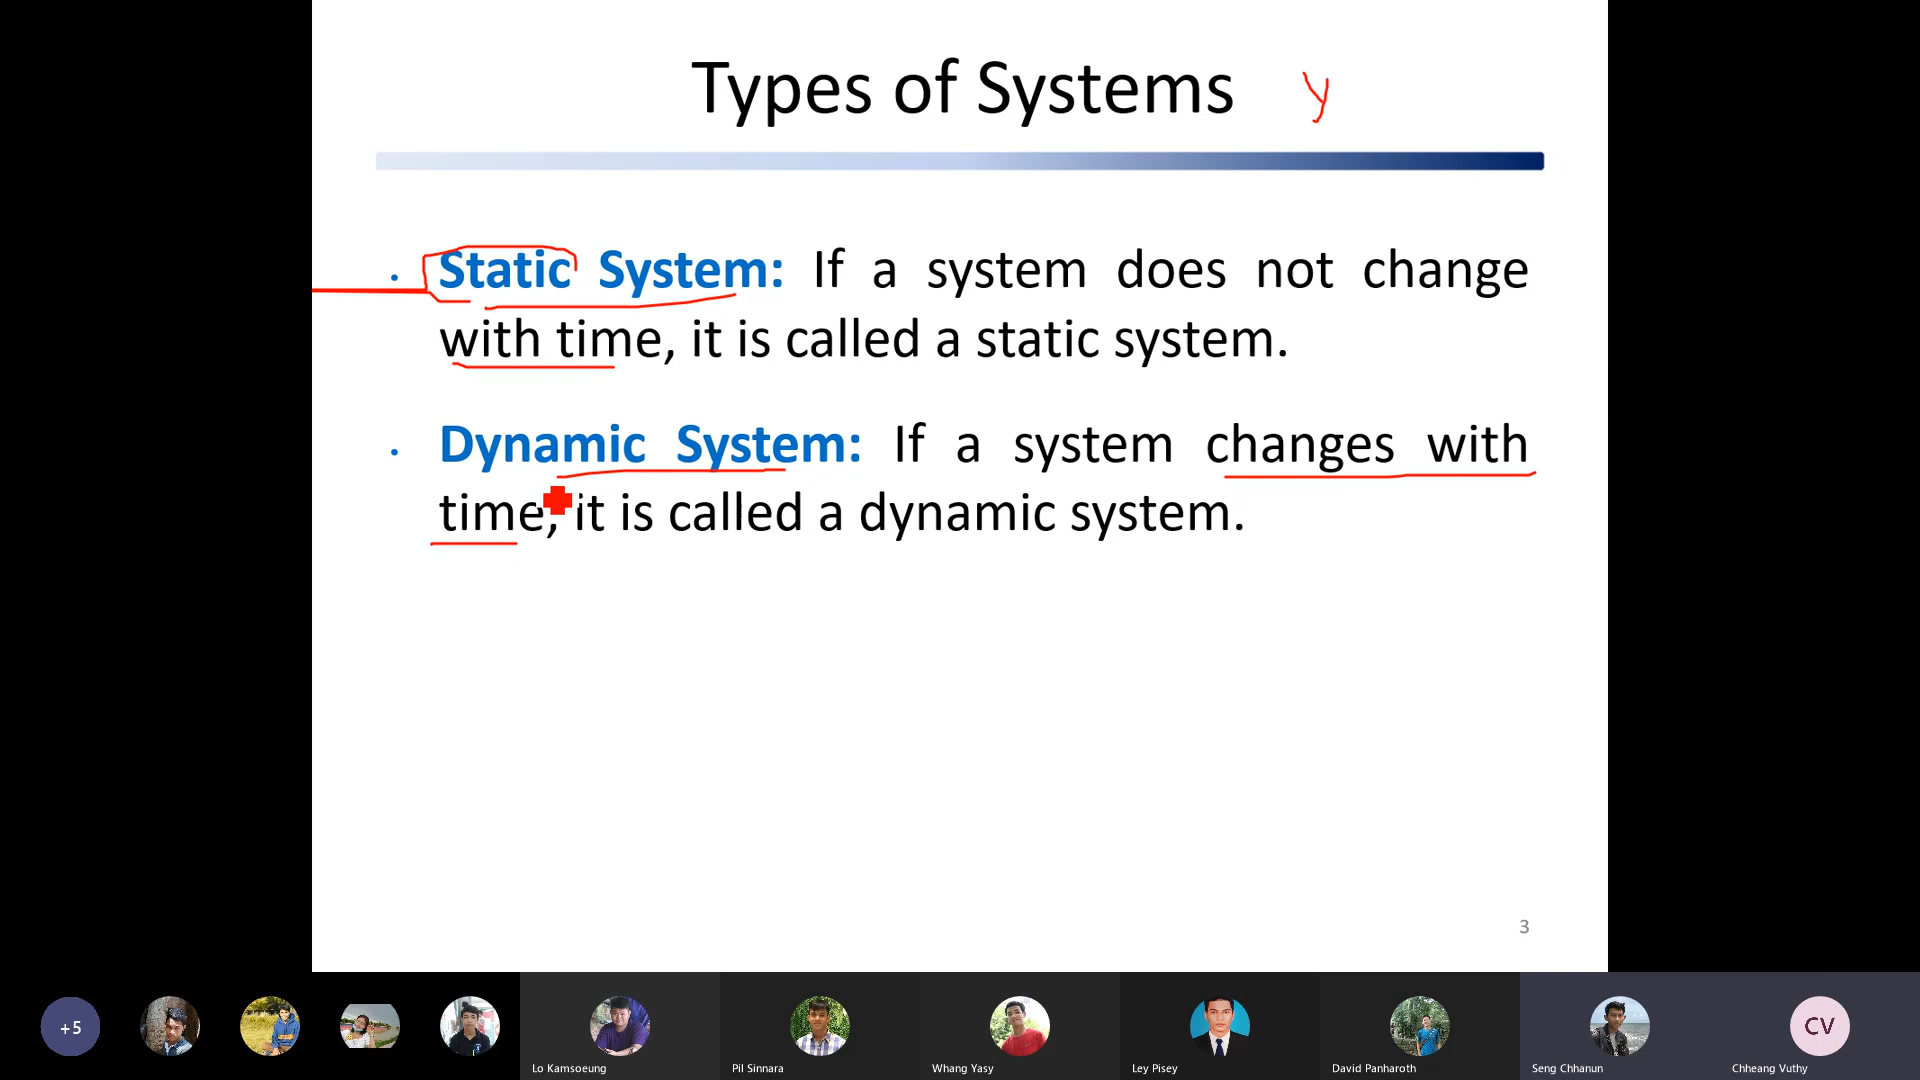 Types of Systems y
• Static System: If a system does not change
with time, it is called a static system.
• Dynamic System: If a system changes with
time, it is called a dynamic system.
3
+5
Lo Kamsoeung
Pil Sinnara
Whang Yasy
Ley Pisey
David Panharoth
Seng Chhanun
CV
Chheang Vuthy